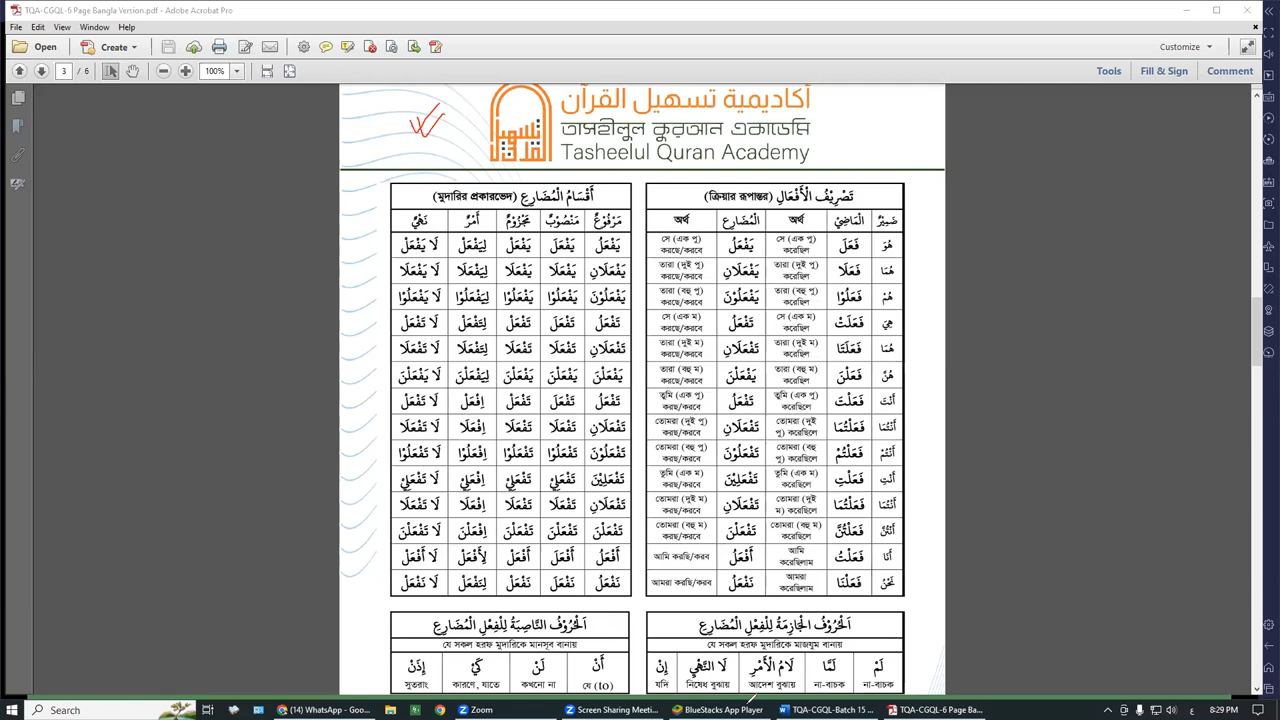 TQA-CGQL-6 Page Bangla Version.pdf - Adobe Acrobat Pro
File Edit View Window Help
Open Create Customize
3 / 6 100% Tools Fill & Sign Comment
أكاديمية تسهيل القرآن
তাসহীলুল কুরআন একাডেমি
Tasheelul Quran Academy
تَصْرِيْفُ الْأَفْعَالِ (ক্রিয়ার রূপান্তর)
ضَمِيْرٌ الْمَاضِيْ অর্থ الْمُضَارِع অর্থ
هُوَ فَعَلَ সে (এক পু) করেছিল يَفْعَلُ সে (এক পু) করছে/করবে
هُمَا فَعَلَا তারা (দুই পু) করেছিল يَفْعَلَانِ তারা (দুই পু) করছে/করবে
هُمْ فَعَلُوْا তারা (বহু পু) করেছিল يَفْعَلُوْنَ তারা (বহু পু) করছে/করবে
هِيَ فَعَلَتْ সে (এক ম) করেছিল تَفْعَلُ সে (এক ম) করছে/করবে
هُمَا فَعَلَتَا তারা (দুই ম) করেছিল تَفْعَلَانِ তারা (দুই ম) করছে/করবে
هُنَّ فَعَلْنَ তারা (বহু ম) করেছিল يَفْعَلْنَ তারা (বহু ম) করছে/করবে
أَنْتَ فَعَلْتَ তুমি (এক পু) করেছিলে تَفْعَلُ তুমি (এক পু) করছ/করবে
أَنْتُمَا فَعَلْتُمَا তোমরা (দুই পু) করেছিলে تَفْعَلَانِ তোমরা (দুই পু) করছ/করবে
أَنْتُمْ فَعَلْتُمْ তোমরা (বহু পু) করেছিলে تَفْعَلُوْنَ তোমরা (বহু পু) করছ/করবে
أَنْتِ فَعَلْتِ তুমি (এক ম) করেছিলে تَفْعَلِيْنَ তুমি (এক ম) করছ/করবে
أَنْتُمَا فَعَلْتُمَا তোমরা (দুই ম) করেছিলে تَفْعَلَانِ তোমরা (দুই ম) করছ/করবে
أَنْتُنَّ فَعَلْتُنَّ তোমরা (বহু ম) করেছিলে تَفْعَلْنَ তোমরা (বহু ম) করছ/করবে
أَنَا فَعَلْتُ আমি করেছিলাম أَفْعَلُ আমি করছি/করব
نَحْنُ فَعَلْنَا আমরা করেছিলাম نَفْعَلُ আমরা করছি/করব
أَقْسَامُ الْمُضَارِعِ (মুদারির প্রকারভেদ)
مَرْفُوْعٌ مَنْصُوْبٌ مَجْزُوْمٌ أَمْرٌ نَهْيٌ
يَفْعَلُ يَفْعَلَ يَفْعَلْ لِيَفْعَلْ لَا يَفْعَلْ
يَفْعَلَانِ يَفْعَلَا يَفْعَلَا لِيَفْعَلَا لَا يَفْعَلَا
يَفْعَلُوْنَ يَفْعَلُوْا يَفْعَلُوْا لِيَفْعَلُوْا لَا يَفْعَلُوْا
تَفْعَلُ تَفْعَلَ تَفْعَلْ لِتَفْعَلْ لَا تَفْعَلْ
تَفْعَلَانِ تَفْعَلَا تَفْعَلَا لِتَفْعَلَا لَا تَفْعَلَا
يَفْعَلْنَ يَفْعَلْنَ يَفْعَلْنَ لِيَفْعَلْنَ لَا يَفْعَلْنَ
تَفْعَلُ تَفْعَلَ تَفْعَلْ اِفْعَلْ لَا تَفْعَلْ
تَفْعَلَانِ تَفْعَلَا تَفْعَلَا اِفْعَلَا لَا تَفْعَلَا
تَفْعَلُوْنَ تَفْعَلُوْا تَفْعَلُوْا اِفْعَلُوْا لَا تَفْعَلُوْا
تَفْعَلِيْنَ تَفْعَلِيْ تَفْعَلِيْ اِفْعَلِيْ لَا تَفْعَلِيْ
تَفْعَلَانِ تَفْعَلَا تَفْعَلَا اِفْعَلَا لَا تَفْعَلَا
تَفْعَلْنَ تَفْعَلْنَ تَفْعَلْنَ اِفْعَلْنَ لَا تَفْعَلْنَ
أَفْعَلُ أَفْعَلَ أَفْعَلْ لِأَفْعَلْ لَا أَفْعَلْ
نَفْعَلُ نَفْعَلَ نَفْعَلْ لِنَفْعَلْ لَا نَفْعَلْ
اَلْحُرُوْفُ الْجَازِمَةُ لِلْفِعْلِ الْمُضَارِعِ
যে সকল হরফ মুদারিকে মাজযুম বানায়
لَمْ لَمَّا لَامُ الْأَمْرِ لَا النَّهْيِ إِنْ
না-বাচক না-বাচক আদেশ বুঝায় নিষেধ বুঝায় যদি
اَلْحُرُوْفُ النَّاصِبَةُ لِلْفِعْلِ الْمُضَارِعِ
যে সকল হরফ মুদারিকে মানসূব বানায়
أَنْ لَنْ كَيْ إِذَنْ
যে (to) কখনো না কারণে, যাতে সুতরাং
Search (14) WhatsApp - Goo... Zoom Screen Sharing Meeti... BlueStacks App Player TQA-CGQL-Batch 15 ... TQA-CGQL-6 Page Ba... 8:29 PM